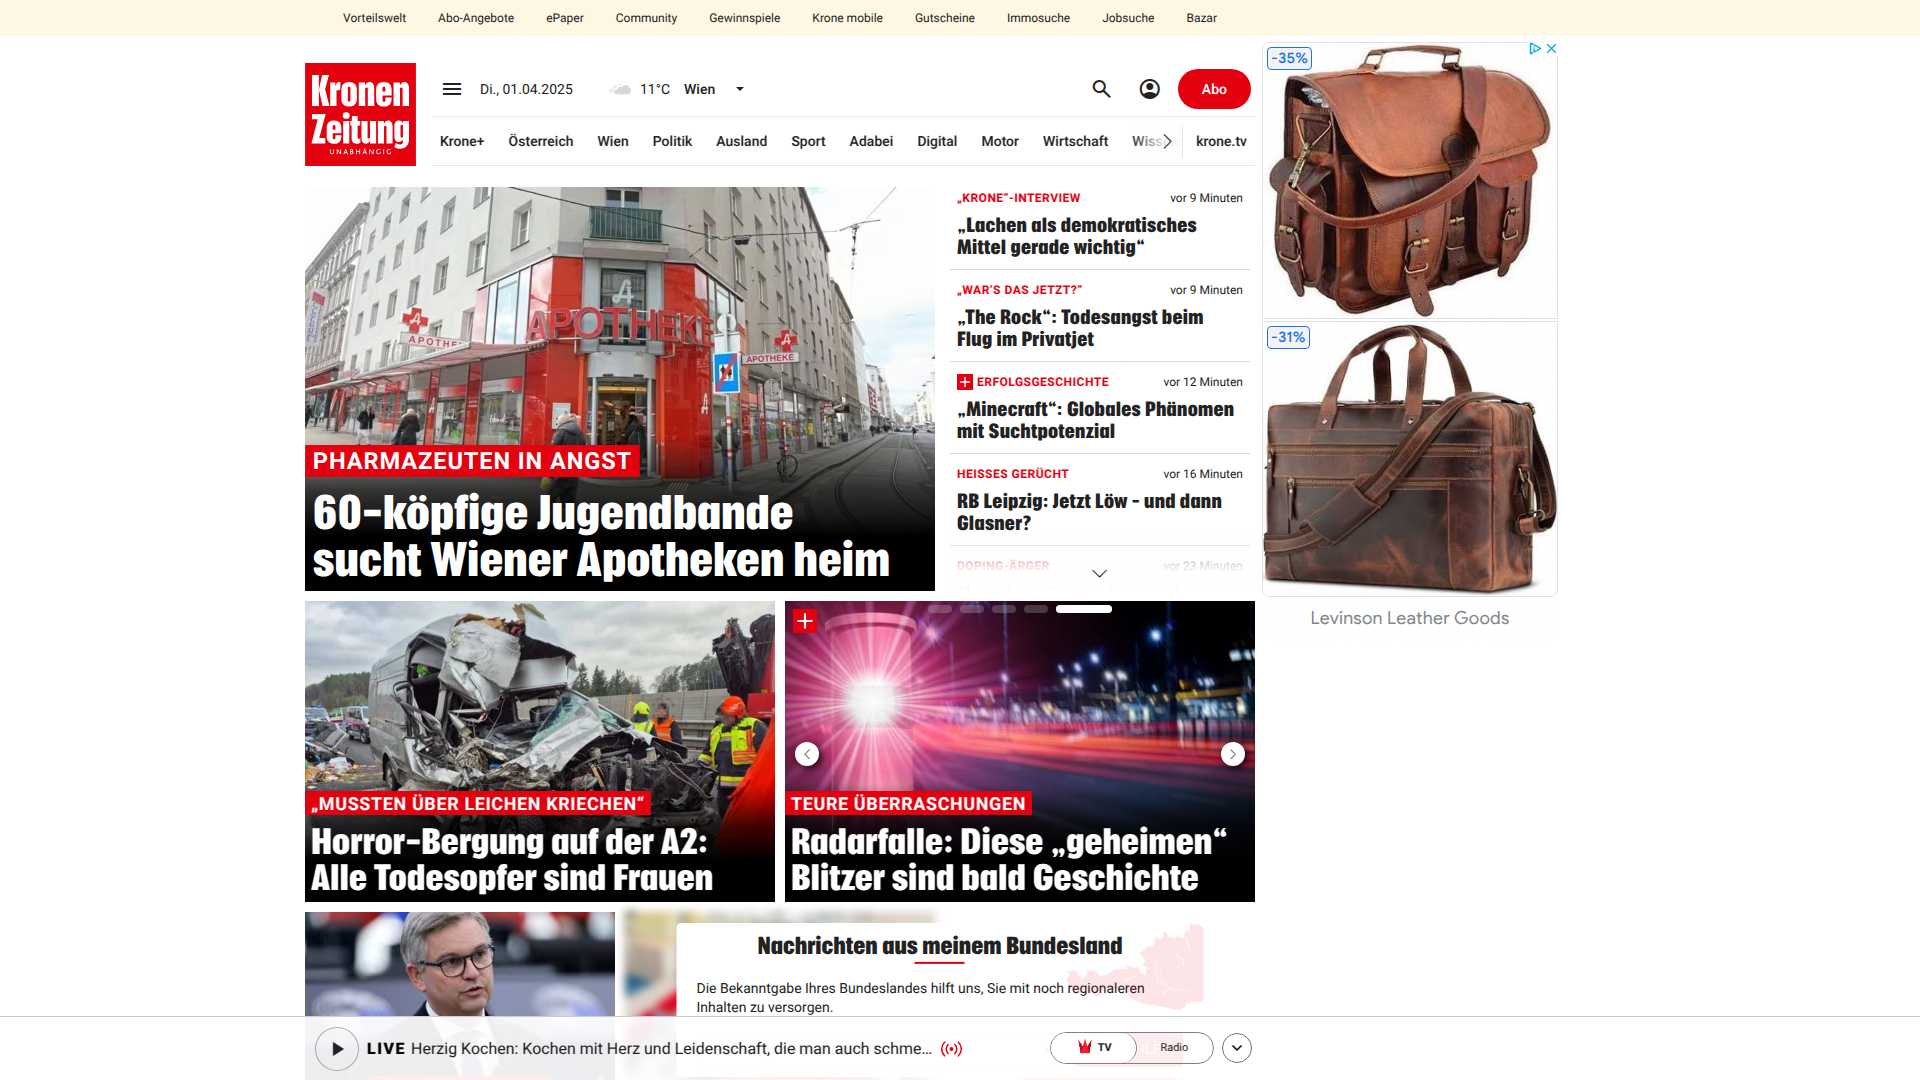 Vorteilswelt Abo-Angebote ePaper Community Gewinnspiele Krone mobile Gutscheine Immosuche Jobsuche Bazar
Kronen
Zeitung
UNABHÄNGIG
Di., 01.04.2025 11°C Wien
Abo
Krone+ Österreich Wien Politik Ausland Sport Adabei Digital Motor Wirtschaft Wiss krone.tv
APOTHEKE
APOTHEKE
PHARMAZEUTEN IN ANGST
60-köpfige Jugendbande
sucht Wiener Apotheken heim
„KRONE“-INTERVIEW vor 9 Minuten
„Lachen als demokratisches
Mittel gerade wichtig“
„WAR’S DAS JETZT?“ vor 9 Minuten
„The Rock“: Todesangst beim
Flug im Privatjet
ERFOLGSGESCHICHTE vor 12 Minuten
„Minecraft“: Globales Phänomen
mit Suchtpotenzial
HEISSES GERÜCHT vor 16 Minuten
RB Leipzig: Jetzt Löw – und dann
Glasner?
DOPING-ÄRGER vor 23 Minuten
-35%
-31%
Levinson Leather Goods
„MUSSTEN ÜBER LEICHEN KRIECHEN“
Horror-Bergung auf der A2:
Alle Todesopfer sind Frauen
TEURE ÜBERRASCHUNGEN
Radarfalle: Diese „geheimen“
Blitzer sind bald Geschichte
Nachrichten aus meinem Bundesland
Die Bekanntgabe Ihres Bundeslandes hilft uns, Sie mit noch regionaleren
Inhalten zu versorgen.
LIVE Herzig Kochen: Kochen mit Herz und Leidenschaft, die man auch schme...
TV Radio